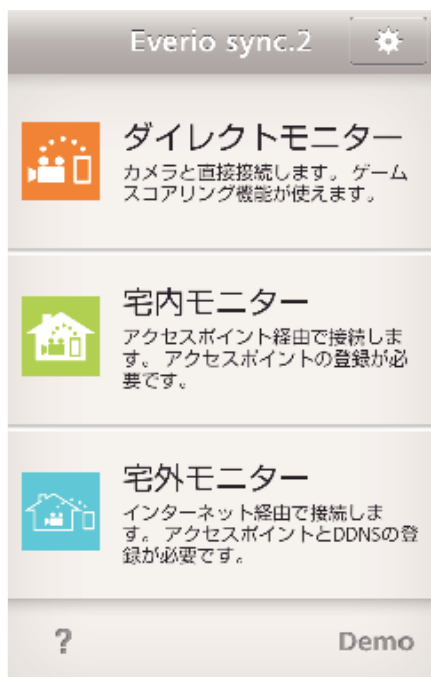 Everio sync.2
ダイレクトモニター
カメラと直接接続します。ゲーム
スコアリング機能が使えます。
宅内モニター
アクセスポイント経由で接続しま
す。アクセスポイントの登録が必
要です。
宅外モニター
インターネット経由で接続しま
す。アクセスポイントとDDNSの登
録が必要です。
?
Demo